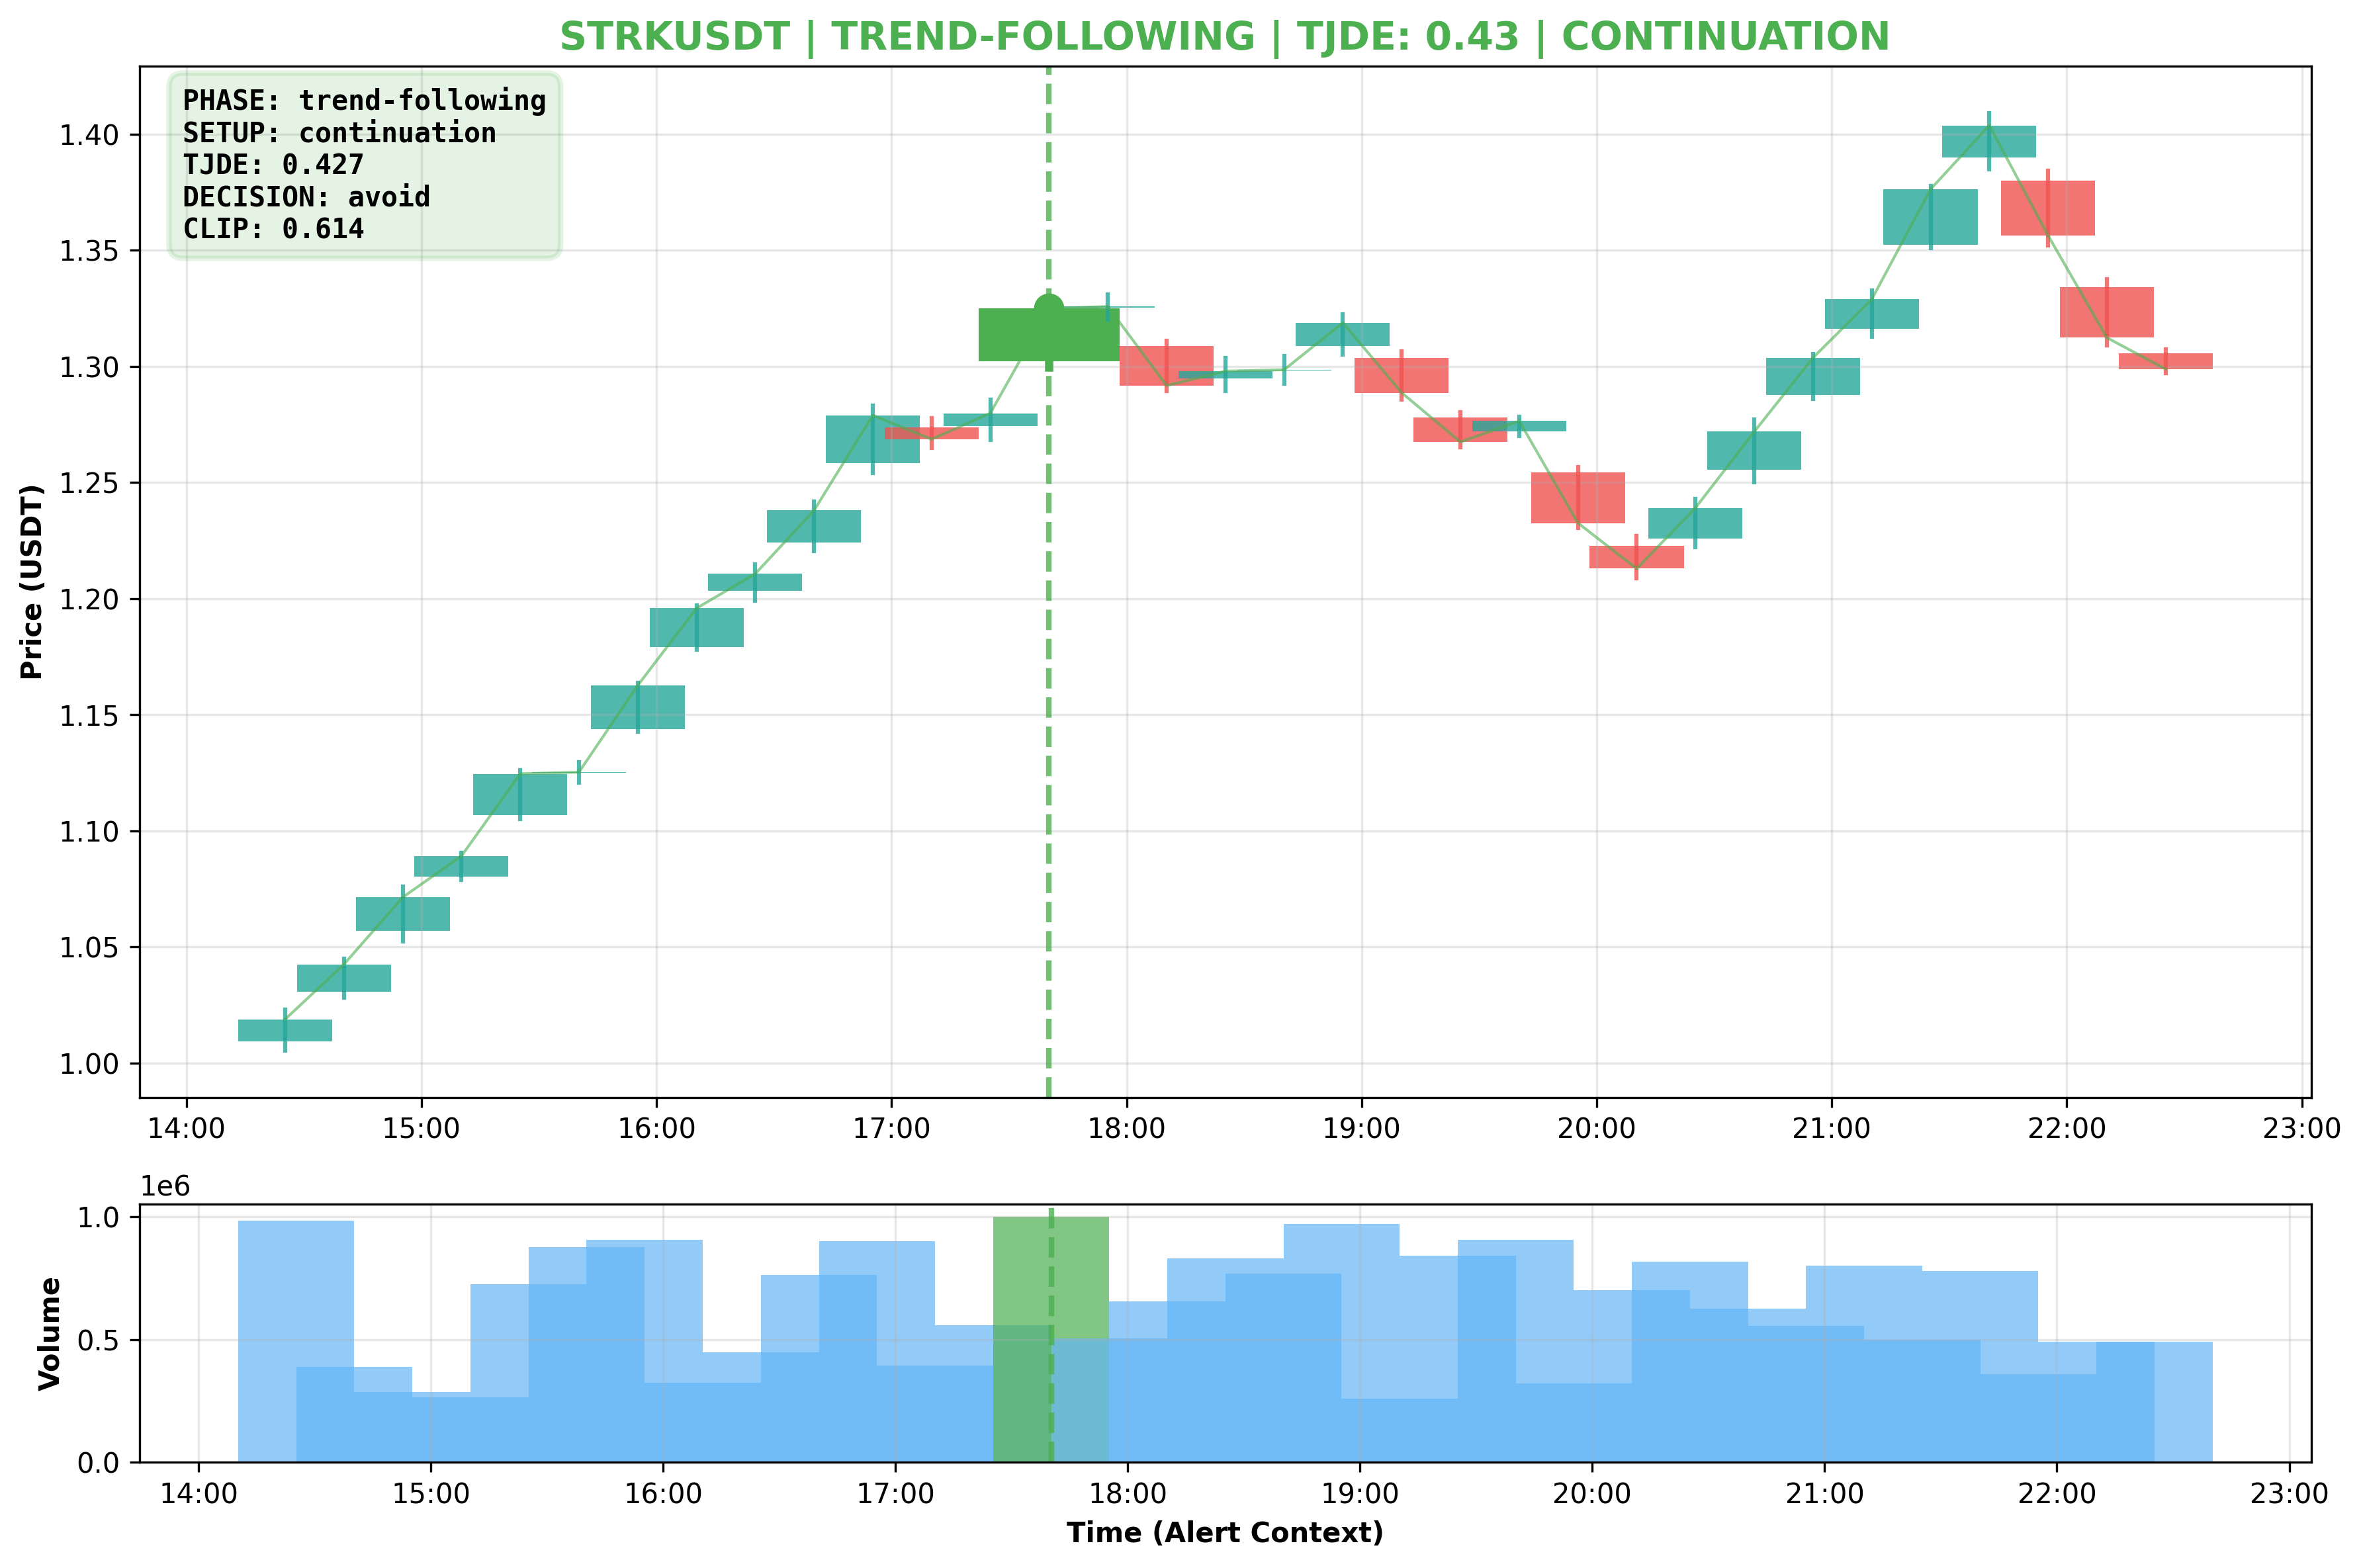 STRKUSDT | TREND-FOLLOWING | TJDE: 0.43 | CONTINUATION
PHASE: trend-following
SETUP: continuation
TJDE: 0.427
DECISION: avoid
CLIP: 0.614
Price (USDT)
1.40
1.35
1.30
1.25
1.20
1.15
1.10
1.05
1.00
14:00 15:00 16:00 17:00 18:00 19:00 20:00 21:00 22:00 23:00
1e6
Volume
1.0
0.5
0.0
14:00 15:00 16:00 17:00 18:00 19:00 20:00 21:00 22:00 23:00
Time (Alert Context)